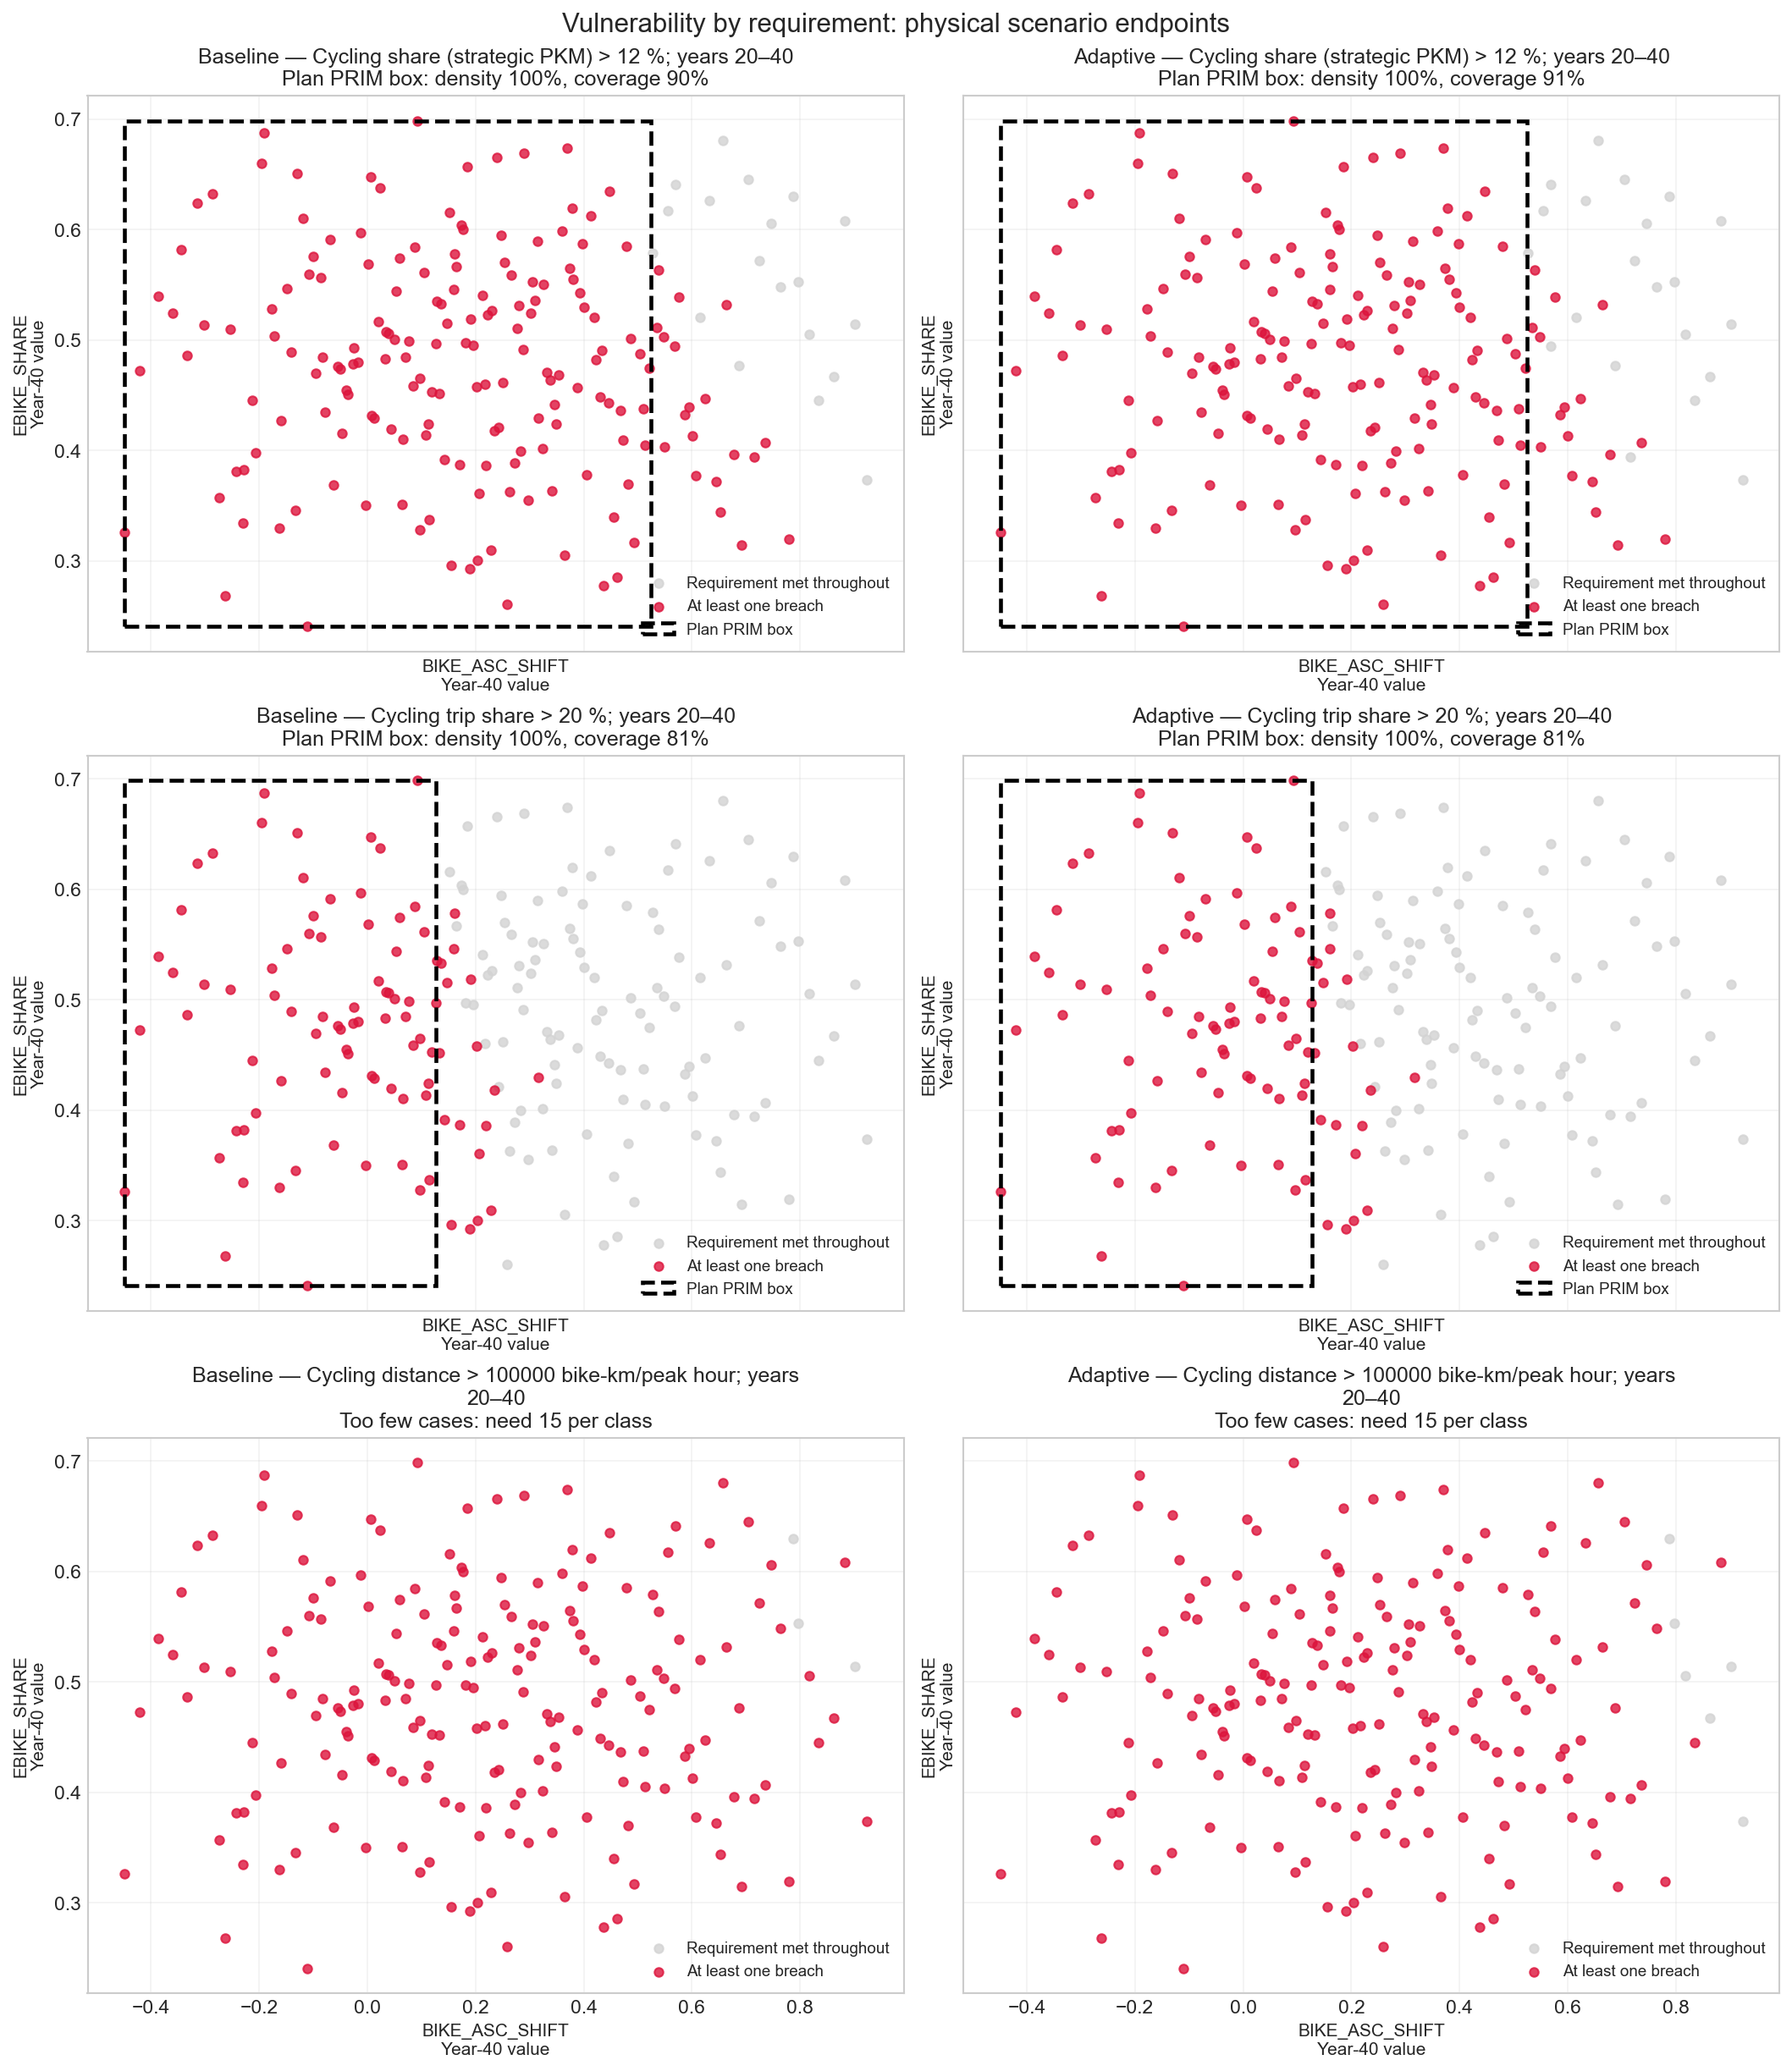 Vulnerability by requirement: physical scenario endpoints
Baseline — Cycling share (strategic PKM) > 12 %; years 20–40
Plan PRIM box: density 100%, coverage 90%
0.7
0.6
0.5
0.4
0.3
EBIKE_SHARE
Year-40 value
Requirement met throughout
At least one breach
Plan PRIM box
BIKE_ASC_SHIFT
Year-40 value
Adaptive — Cycling share (strategic PKM) > 12 %; years 20–40
Plan PRIM box: density 100%, coverage 91%
EBIKE_SHARE
Year-40 value
Requirement met throughout
At least one breach
Plan PRIM box
BIKE_ASC_SHIFT
Year-40 value
Baseline — Cycling trip share > 20 %; years 20–40
Plan PRIM box: density 100%, coverage 81%
0.7
0.6
0.5
0.4
0.3
EBIKE_SHARE
Year-40 value
Requirement met throughout
At least one breach
Plan PRIM box
BIKE_ASC_SHIFT
Year-40 value
Adaptive — Cycling trip share > 20 %; years 20–40
Plan PRIM box: density 100%, coverage 81%
EBIKE_SHARE
Year-40 value
Requirement met throughout
At least one breach
Plan PRIM box
BIKE_ASC_SHIFT
Year-40 value
Baseline — Cycling distance > 100000 bike-km/peak hour; years
20–40
Too few cases: need 15 per class
0.7
0.6
0.5
0.4
0.3
EBIKE_SHARE
Year-40 value
Requirement met throughout
At least one breach
−0.4 −0.2 0.0 0.2 0.4 0.6 0.8
BIKE_ASC_SHIFT
Year-40 value
Adaptive — Cycling distance > 100000 bike-km/peak hour; years
20–40
Too few cases: need 15 per class
EBIKE_SHARE
Year-40 value
Requirement met throughout
At least one breach
−0.4 −0.2 0.0 0.2 0.4 0.6 0.8
BIKE_ASC_SHIFT
Year-40 value